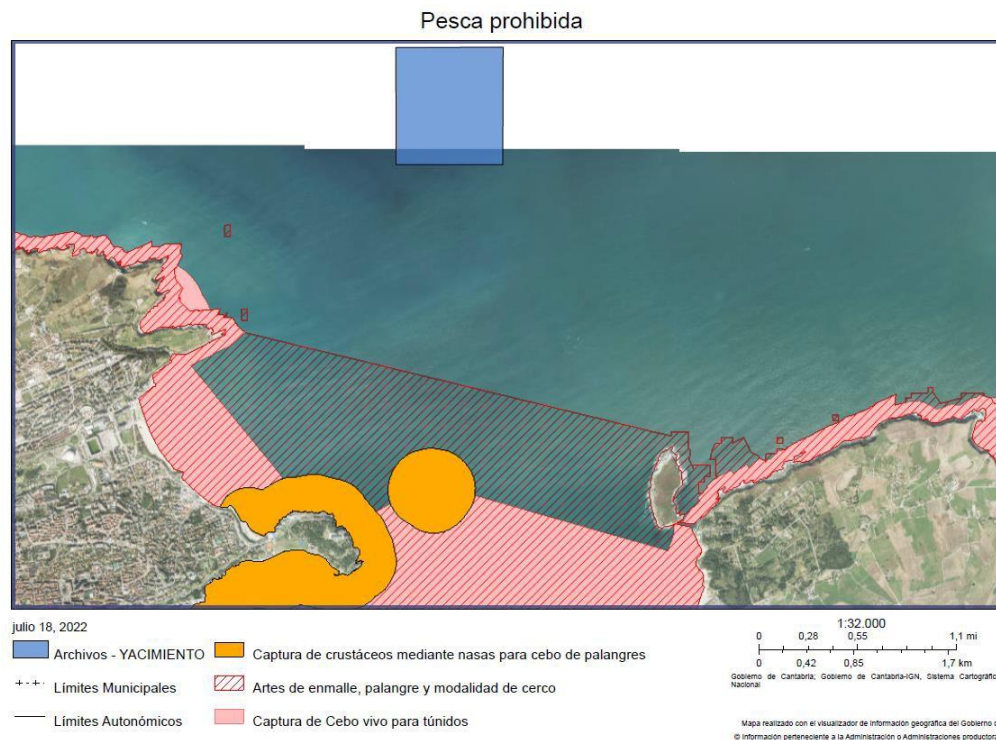 Pesca prohibida
julio 18, 2022
Archivos - YACIMIENTO
Límites Municipales
Límites Autonómicos
Captura de crustáceos mediante nasas para cebo de palangres
Artes de enmalle, palangre y modalidad de cerco
Captura de Cebo vivo para túnidos
1:32.000
0 0,28 0,55 1,1 mi
0 0,42 0,85 1,7 km
Gobierno de Cantabria; Gobierno de Cantabria-IGN, Sistema Cartográfic
Nacional
Mapa realizado con el visualizador de información geográfica del Gobierno d
© Información perteneciente a la Administración o Administraciones productora